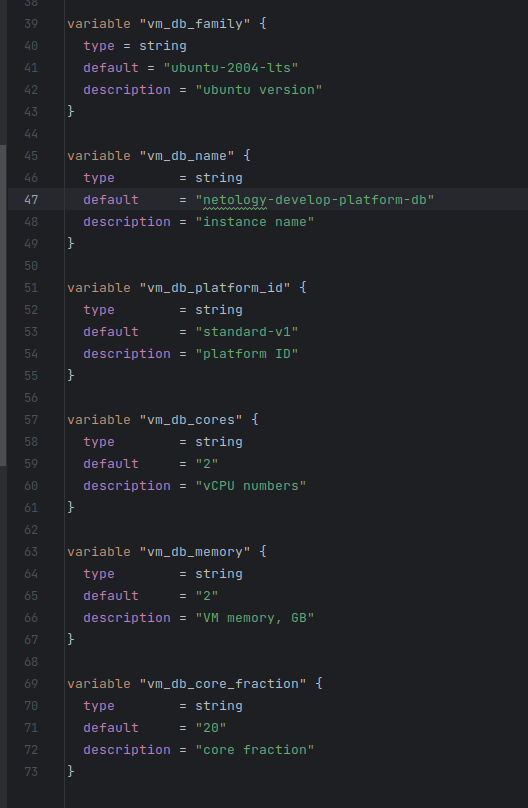 38
39 variable "vm_db_family" {
40   type = string
41   default = "ubuntu-2004-lts"
42   description = "ubuntu version"
43 }
44
45 variable "vm_db_name" {
46   type        = string
47   default     = "netology-develop-platform-db"
48   description = "instance name"
49 }
50
51 variable "vm_db_platform_id" {
52   type        = string
53   default     = "standard-v1"
54   description = "platform ID"
55 }
56
57 variable "vm_db_cores" {
58   type        = string
59   default     = "2"
60   description = "vCPU numbers"
61 }
62
63 variable "vm_db_memory" {
64   type        = string
65   default     = "2"
66   description = "VM memory, GB"
67 }
68
69 variable "vm_db_core_fraction" {
70   type        = string
71   default     = "20"
72   description = "core fraction"
73 }